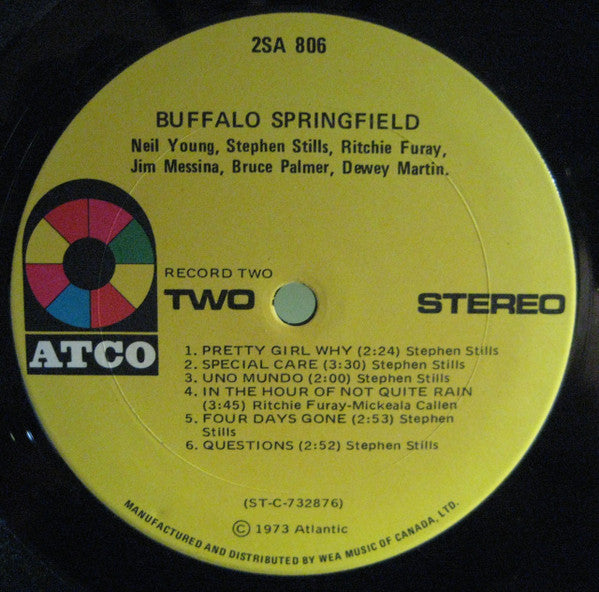 2SA 806
BUFFALO SPRINGFIELD
Neil Young, Stephen Stills, Ritchie Furay,
Jim Messina, Bruce Palmer, Dewey Martin.
RECORD TWO
TWO
STEREO
ATCO
1. PRETTY GIRL WHY (2:24) Stephen Stills
2. SPECIAL CARE (3:30) Stephen Stills
3. UNO MUNDO (2:00) Stephen Stills
4. IN THE HOUR OF NOT QUITE RAIN
(3:45) Ritchie Furay-Mickeala Callen
5. FOUR DAYS GONE (2:53) Stephen
Stills
6. QUESTIONS (2:52) Stephen Stills
(ST-C-732876)
© 1973 Atlantic
MANUFACTURED AND DISTRIBUTED BY WEA MUSIC OF CANADA, LTD.